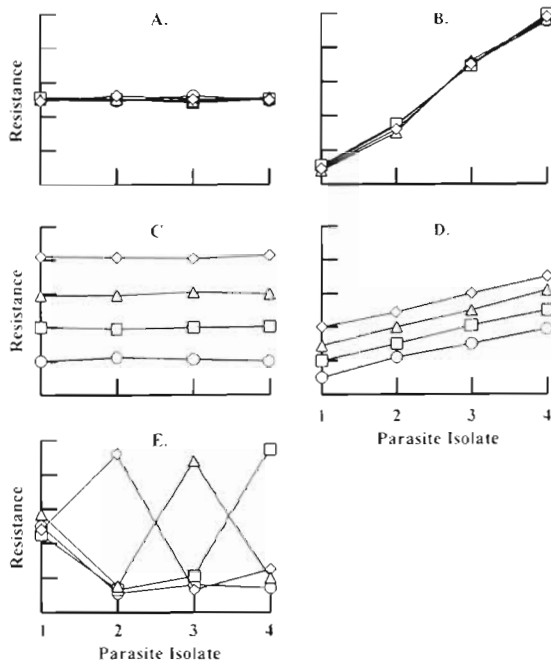 A.
B.
Resistance
C
D.
Resistance
1 2 3 4
Parasite Isolate
E.
Resistance
1 2 3 4
Parasite Isolate